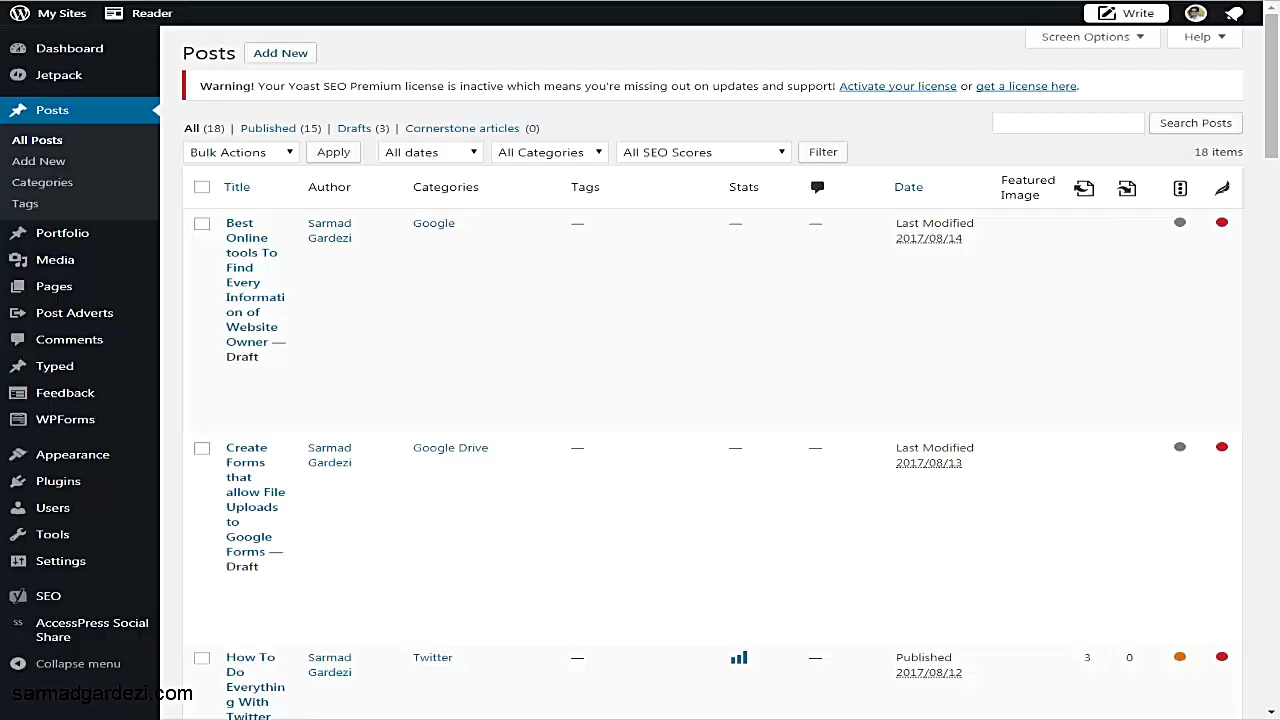 My Sites
Reader
Write
Dashboard
Jetpack
Posts
All Posts
Add New
Categories
Tags
Portfolio
Media
Pages
Post Adverts
Comments
Typed
Feedback
WPForms
Appearance
Plugins
Users
Tools
Settings
SEO
AccessPress Social
Share
Collapse menu
sarmadgardezi.com
Posts
Add New
Screen Options
Help
Warning! Your Yoast SEO Premium license is inactive which means you're missing out on updates and support! Activate your license or get a license here.
All (18) | Published (15) | Drafts (3) | Cornerstone articles (0)
Search Posts
Bulk Actions
Apply
All dates
All Categories
All SEO Scores
Filter
18 items
Title
Author
Categories
Tags
Stats
Date
Featured
Image
Best
Online
tools To
Find
Every
Informati
on of
Website
Owner —
Draft
Sarmad
Gardezi
Google
—
—
—
Last Modified
2017/08/14
Create
Forms
that
allow File
Uploads
to
Google
Forms —
Draft
Sarmad
Gardezi
Google Drive
—
—
—
Last Modified
2017/08/13
How To
Do
Everythin
g With
Twitter
Sarmad
Gardezi
Twitter
—
—
Published
2017/08/12
3
0